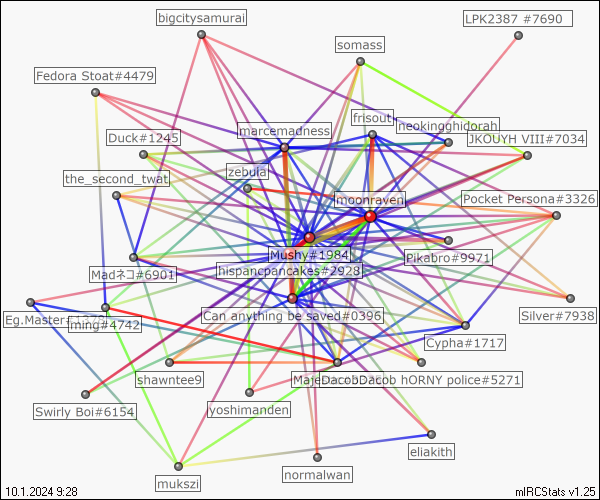 bigcitysamurai
LPK2387 #7690
somass
Fedora Stoat#4479
frisout
marcemadness
neokingghidorah
Duck#1245
JKOUYH VIII#7034
zebula
the_second_twat
moonraven
Pocket Persona#3326
Mushy#1984
Pikabro#9971
Madネコ#6901
hispancpancakes#2928
Silver#7938
Eg.Master
ming#4742
Can anything be saved#0396
Cypha#1717
shawntee9
MajeDacobDacob hORNY police#5271
Swirly Boi#6154
yoshimanden
eliakith
mukszi
normalwan
10.1.2024 9:28
mIRCStats v1.25